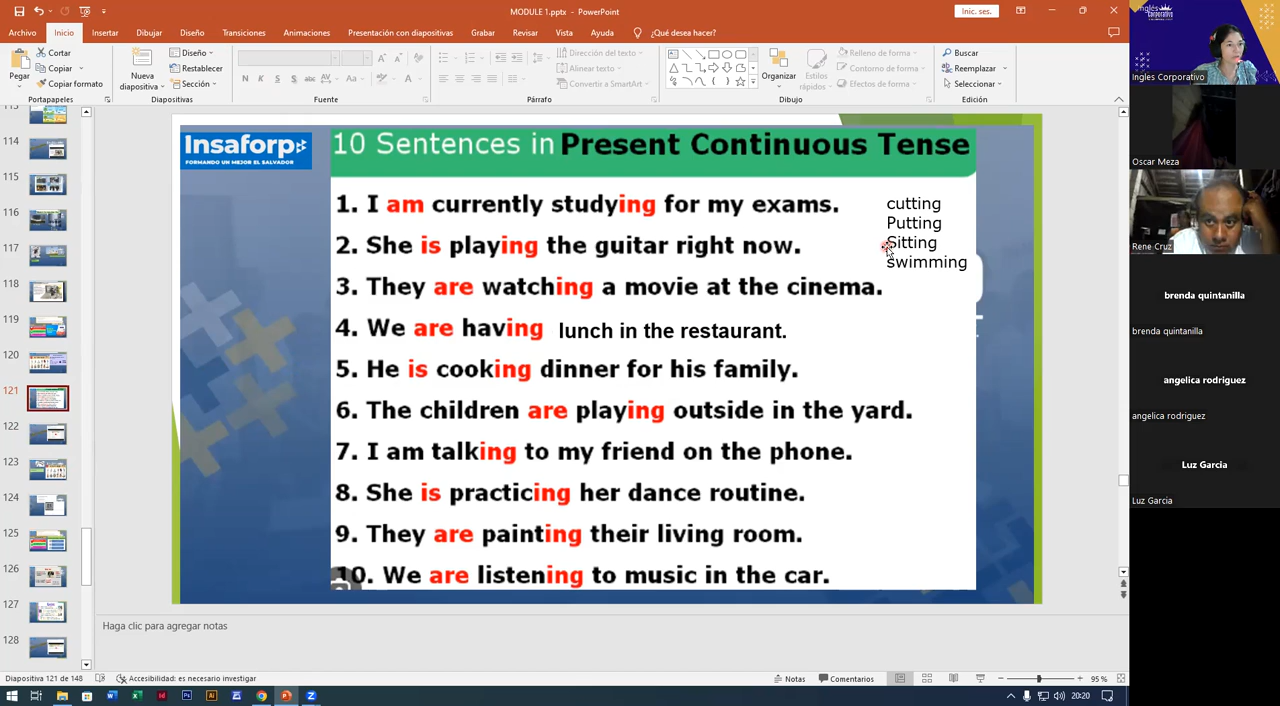 MODULE 1.pptx - PowerPoint
Inic. ses.
Archivo Inicio Insertar Dibujar Diseño Transiciones Animaciones Presentación con diapositivas Grabar Revisar Vista Ayuda ¿Qué desea hacer?
Pegar
Cortar
Copiar
Copiar formato
Portapapeles
Nueva diapositiva
Diseño
Restablecer
Sección
Diapositivas
N K S S abc AV Aa A
Fuente
Dirección del texto
Alinear texto
Convertir a SmartArt
Párrafo
Organizar
Estilos rápidos
Relleno de forma
Contorno de forma
Efectos de forma
Dibujo
Buscar
Reemplazar
Seleccionar
Edición
114
115
116
117
118
119
120
121
122
123
124
125
126
127
128
Insaforp
FORMANDO UN MEJOR EL SALVADOR
10 Sentences in Present Continuous Tense
1. I am currently studying for my exams.
2. She is playing the guitar right now.
3. They are watching a movie at the cinema.
4. We are having lunch in the restaurant.
5. He is cooking dinner for his family.
6. The children are playing outside in the yard.
7. I am talking to my friend on the phone.
8. She is practicing her dance routine.
9. They are painting their living room.
10. We are listening to music in the car.
cutting
Putting
Sitting
swimming
Haga clic para agregar notas
Diapositiva 121 de 148 Accesibilidad: es necesario investigar Notas Comentarios 95 %
20:20
Corporativo
Ingles Corporativo
Oscar Meza
Rene Cruz
brenda quintanilla
brenda quintanilla
angelica rodriguez
angelica rodriguez
Luz Garcia
Luz Garcia